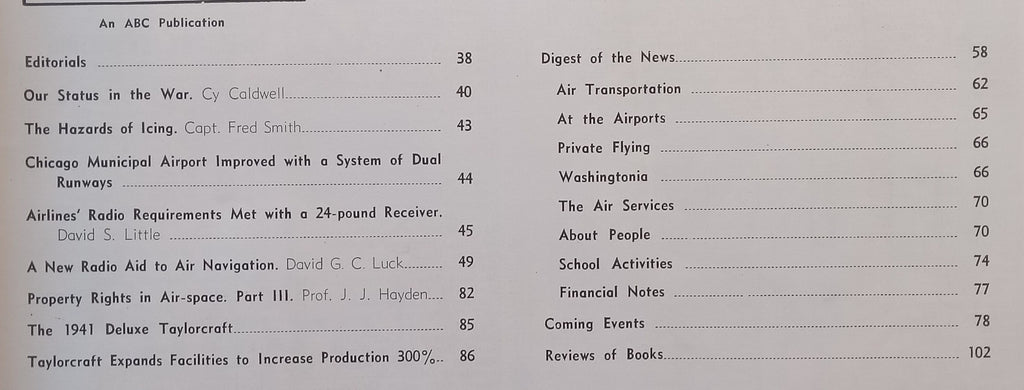 An ABC Publication
Editorials 38
Our Status in the War. Cy Caldwell 40
The Hazards of Icing. Capt. Fred Smith 43
Chicago Municipal Airport Improved with a System of Dual
Runways 44
Airlines' Radio Requirements Met with a 24-pound Receiver.
David S. Little 45
A New Radio Aid to Air Navigation. David G. C. Luck 49
Property Rights in Air-space. Part III. Prof. J. J. Hayden 82
The 1941 Deluxe Taylorcraft 85
Taylorcraft Expands Facilities to Increase Production 300% 86
Digest of the News 58
Air Transportation 62
At the Airports 65
Private Flying 66
Washingtonia 66
The Air Services 70
About People 70
School Activities 74
Financial Notes 77
Coming Events 78
Reviews of Books 102